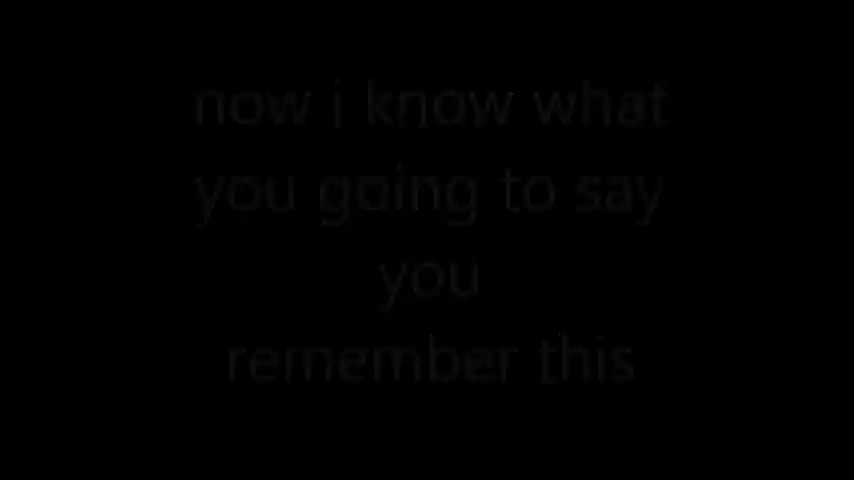 now i know what
you going to say
you
remember this